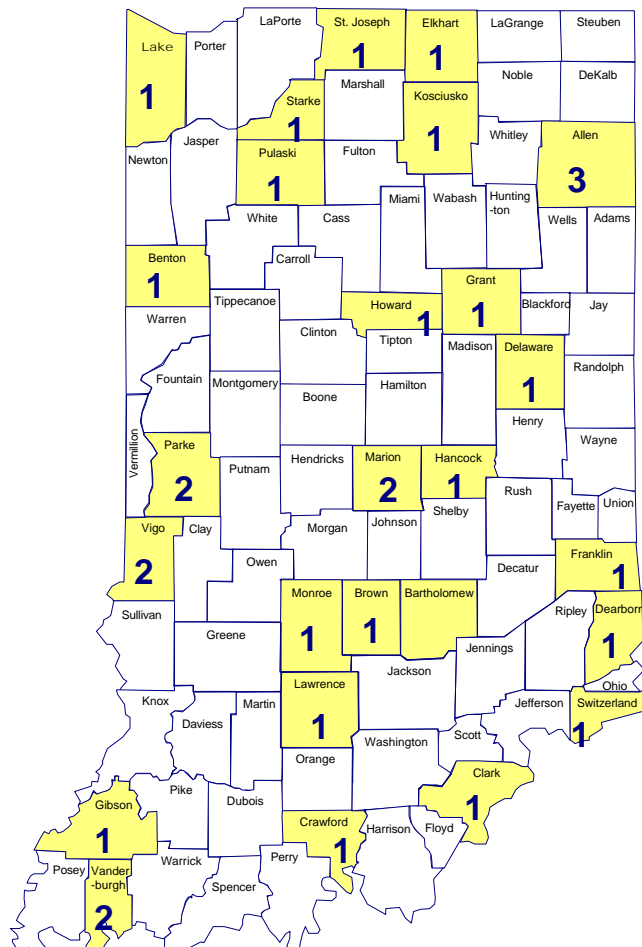 LaPorte
St. Joseph
Elkhart
LaGrange
Steuben
Lake
Porter
1
1
1
Noble
DeKalb
Marshall
Kosciusko
Starke
1
1
1
Jasper
Whitley
Allen
3
Newton
Pulaski
Fulton
1
Miami
Wabash
Hunting
-ton
White
Cass
Wells
Adams
Benton
1
Carroll
Grant
1
Tippecanoe
Howard
1
Blackford
Jay
Warren
Clinton
Tipton
Madison
Delaware
1
Randolph
Fountain
Montgomery
Boone
Hamilton
Henry
Wayne
Vermillion
Parke
2
Putnam
Hendricks
Marion
2
Hancock
1
Rush
Fayette
Union
Vigo
2
Clay
Morgan
Johnson
Shelby
Owen
Decatur
Franklin
1
Monroe
1
Brown
1
Bartholomew
Sullivan
Greene
Ripley
Dearborn
1
Jennings
Jackson
Lawrence
1
Ohio
Knox
Martin
Jefferson
Switzerland
1
Daviess
Washington
Scott
Orange
Clark
1
Pike
Dubois
Gibson
1
Crawford
1
Harrison
Floyd
Posey
Vander
-burgh
2
Warrick
Perry
Spencer